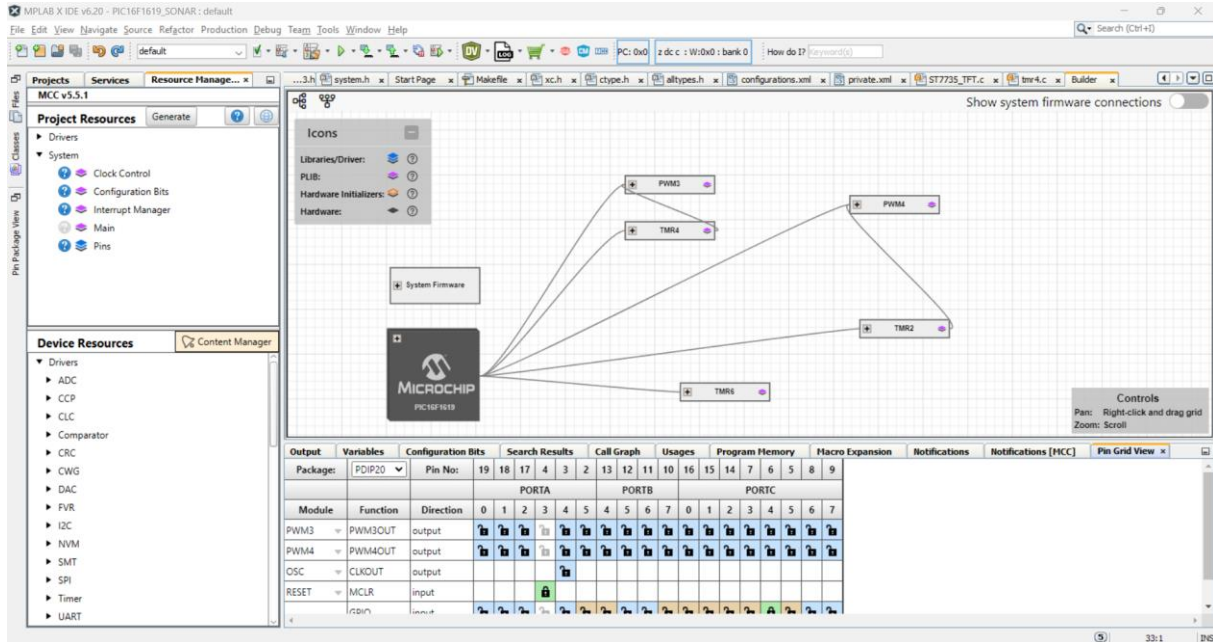 MPLAB X IDE v6.20 - PIC16F1619_SONAR : default
File Edit View Navigate Source Refactor Production Debug Team Tools Window Help
Search (Ctrl+I)
default
PC: 0x0
z dc c : W:0x0 : bank 0
How do I?
Keyword(s)
Projects Services Resource Manage... x
...3.h system.h x Start Page x Makefile x xc.h x ctype.h x alltypes.h x configurations.xml x private.xml x ST7735_TFT.c x tmr4.c x Builder x
Files
Classes
Pin Package View
MCC v5.5.1
Project Resources Generate
Drivers
System
Clock Control
Configuration Bits
Interrupt Manager
Main
Pins
Device Resources Content Manager
Drivers
ADC
CCP
CLC
Comparator
CRC
CWG
DAC
FVR
I2C
NVM
SMT
SPI
Timer
UART
Show system firmware connections
Icons
Libraries/Driver:
PLIB:
Hardware Initializers:
Hardware:
PWM3
TMR4
PWM4
System Firmware
TMR2
MICROCHIP
PIC16F1619
TMR6
Controls
Pan: Right-click and drag grid
Zoom: Scroll
Output Variables Configuration Bits Search Results Call Graph Usages Program Memory Macro Expansion Notifications Notifications [MCC] Pin Grid View x
Package: PDIP20 Pin No: 19 18 17 4 3 2 13 12 11 10 16 15 14 7 6 5 8 9
PORTA PORTB PORTC
Module Function Direction 0 1 2 3 4 5 4 5 6 7 0 1 2 3 4 5 6 7
PWM3 PWM3OUT output
PWM4 PWM4OUT output
OSC CLKOUT output
RESET MCLR input
GPIO input
5 33:1 INS